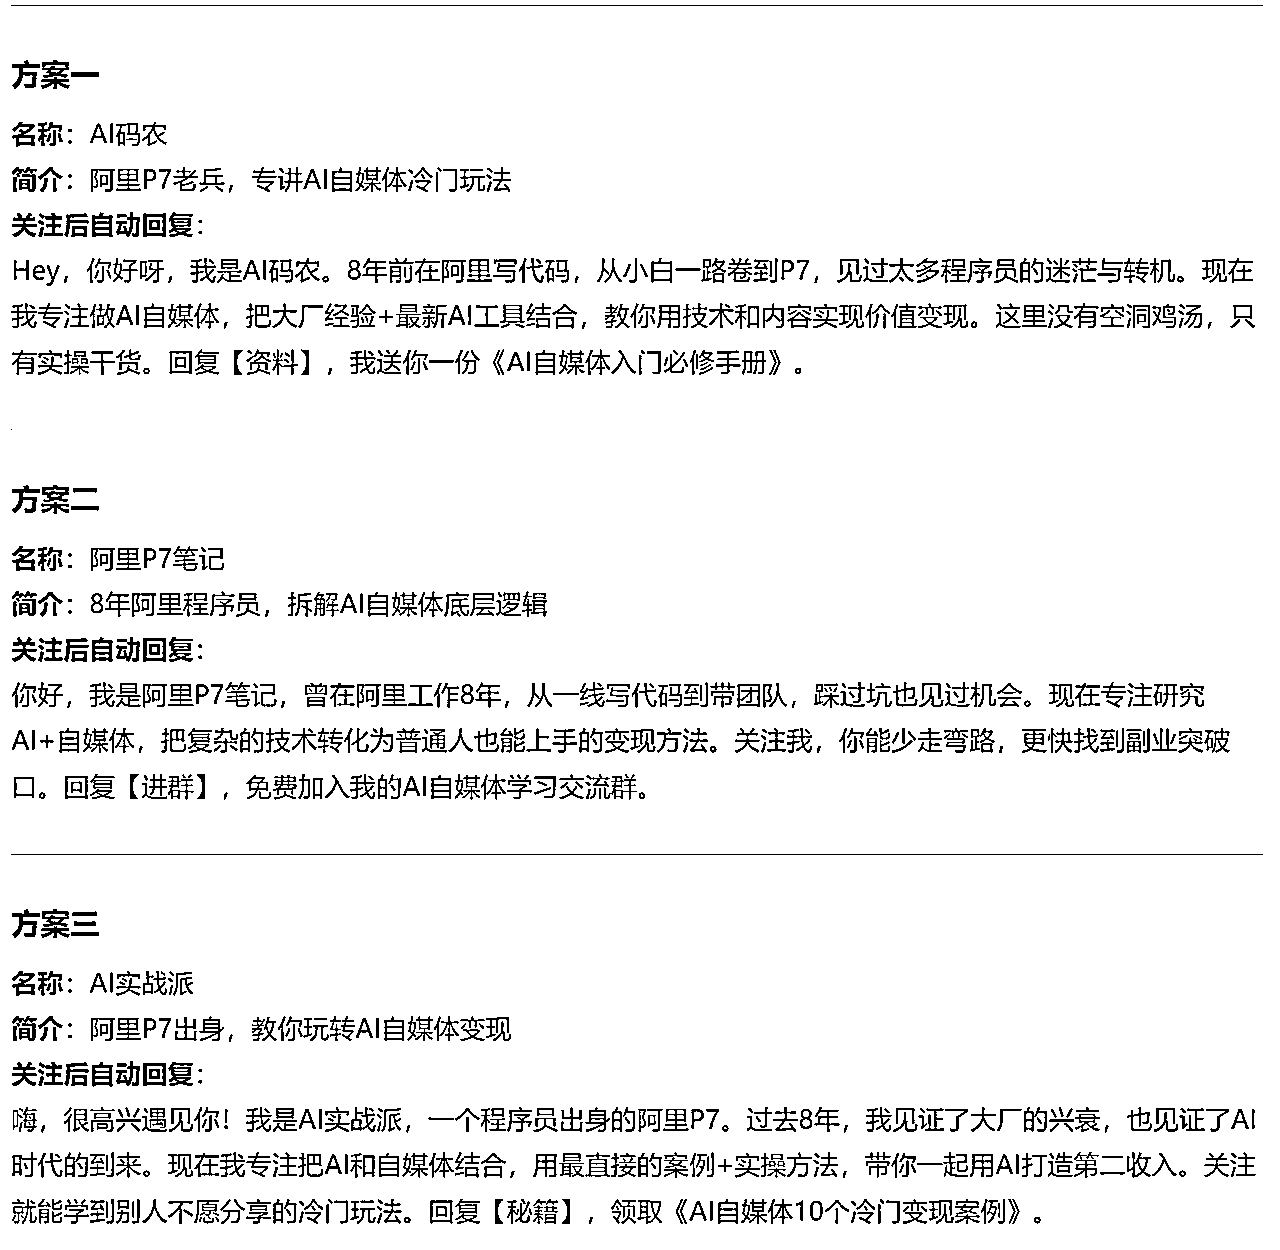 方案一
名称：AI码农
简介：阿里P7老兵，专讲AI自媒体冷门玩法
关注后自动回复：
Hey，你好呀，我是AI码农。8年前在阿里写代码，从小白一路卷到P7，见过太多程序员的迷茫与转机。现在
我专注做AI自媒体，把大厂经验+最新AI工具结合，教你用技术和内容实现价值变现。这里没有空洞鸡汤，只
有实操干货。回复【资料】，我送你一份《AI自媒体入门必修手册》。
方案二
名称：阿里P7笔记
简介：8年阿里程序员，拆解AI自媒体底层逻辑
关注后自动回复：
你好，我是阿里P7笔记，曾在阿里工作8年，从一线写代码到带团队，踩过坑也见过机会。现在专注研究
AI+自媒体，把复杂的技术转化为普通人也能上手的变现方法。关注我，你能少走弯路，更快找到副业突破
口。回复【进群】，免费加入我的AI自媒体学习交流群。
方案三
名称：AI实战派
简介：阿里P7出身，教你玩转AI自媒体变现
关注后自动回复：
嗨，很高兴遇见你！我是AI实战派，一个程序员出身的阿里P7。过去8年，我见证了大厂的兴衰，也见证了AI
时代的到来。现在我专注把AI和自媒体结合，用最直接的案例+实操方法，带你一起用AI打造第二收入。关注
就能学到别人不愿分享的冷门玩法。回复【秘籍】，领取《AI自媒体10个冷门变现案例》。